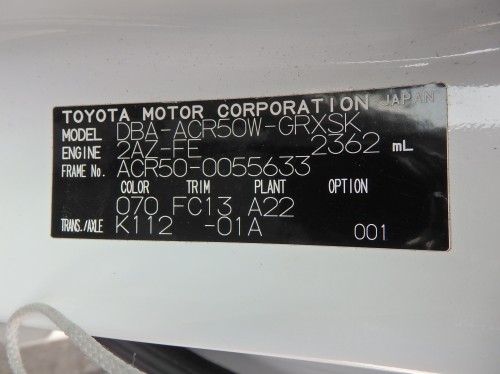 TOYOTA MOTOR CORPORATION JAPAN
MODEL DBA-ACR50W-GRXSK
ENGINE 2AZ-FE 2362 mL
FRAME No. ACR50-0055633
COLOR TRIM PLANT OPTION
070 FC13 A22
TRANS./AXLE K112 -01A 001